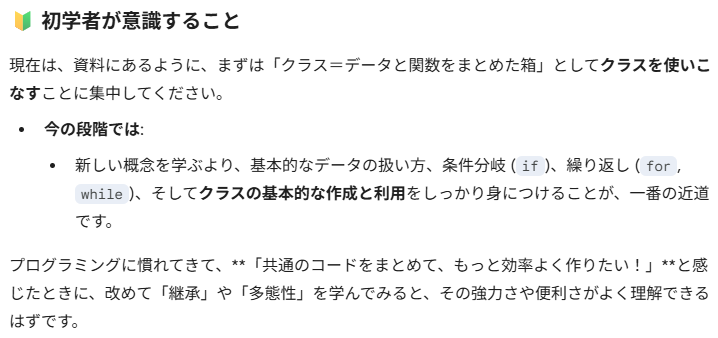 🔰 初学者が意識すること
現在は、資料にあるように、まずは「クラス＝データと関数をまとめた箱」としてクラスを使いこ
なすことに集中してください。
• 今の段階では:
• 新しい概念を学ぶより、基本的なデータの扱い方、条件分岐 ( if )、繰り返し ( for ,
while )、そしてクラスの基本的な作成と利用をしっかり身につけることが、一番の近道
です。
プログラミングに慣れてきて、**「共通のコードをまとめて、もっと効率よく作りたい！」**と感
じたときに、改めて「継承」や「多態性」を学んでみると、その強力さや便利さがよく理解できる
はずです。